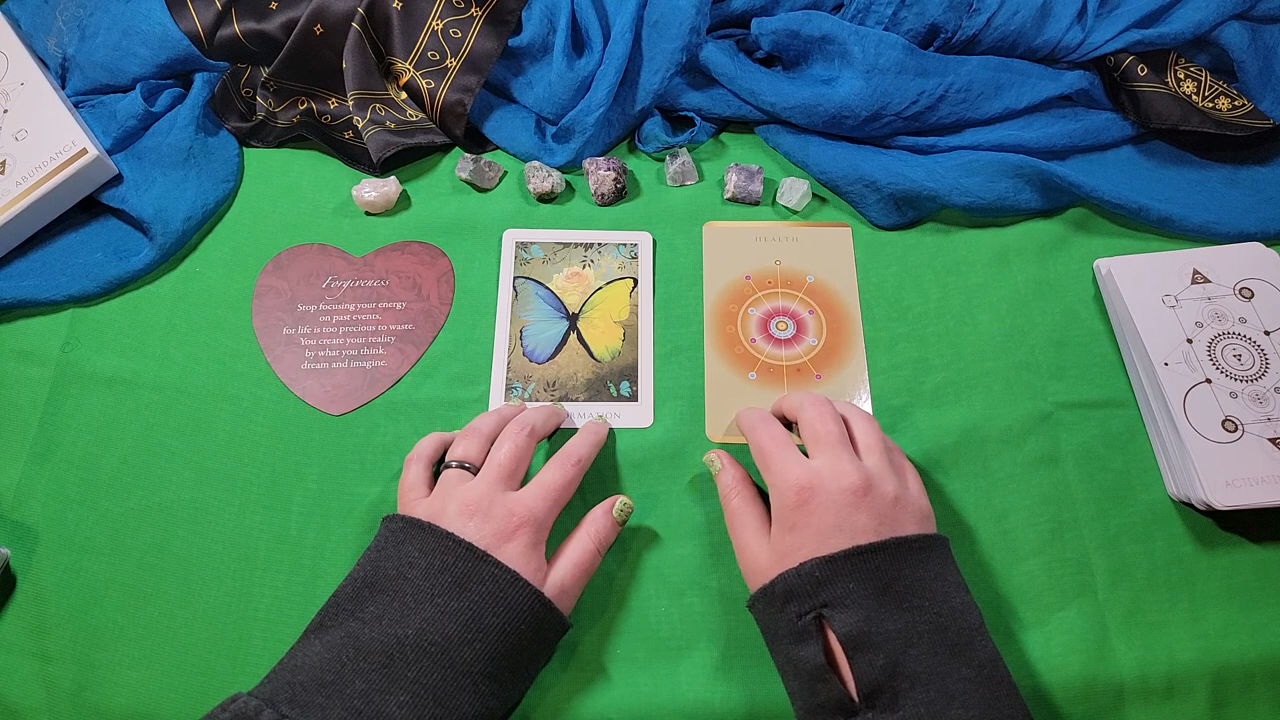 ABUNDANCE
HEALTH
Forgiveness
Stop focusing your energy
on past events,
for life is too precious to waste.
You create your reality
by what you think,
dream and imagine.